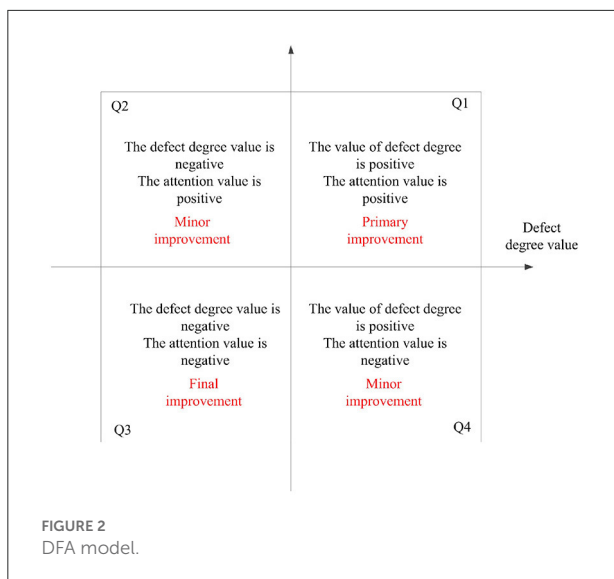 Q2
The defect degree value is
negative
The attention value is
positive
Minor
improvement
Q1
The value of defect degree
is positive
The attention value is
positive
Primary
improvement
Defect
degree value
The defect degree value is
negative
The attention value is
negative
Final
improvement
Q3
The value of defect degree
is positive
The attention value is
negative
Minor
improvement
Q4
FIGURE 2
DFA model.